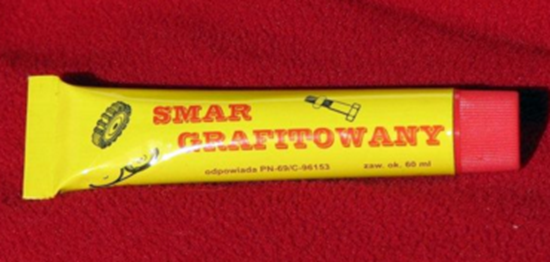 SMAR
GRAFITOWANY
odpowiada PN-69/C-96153 zaw. ok. 60 ml